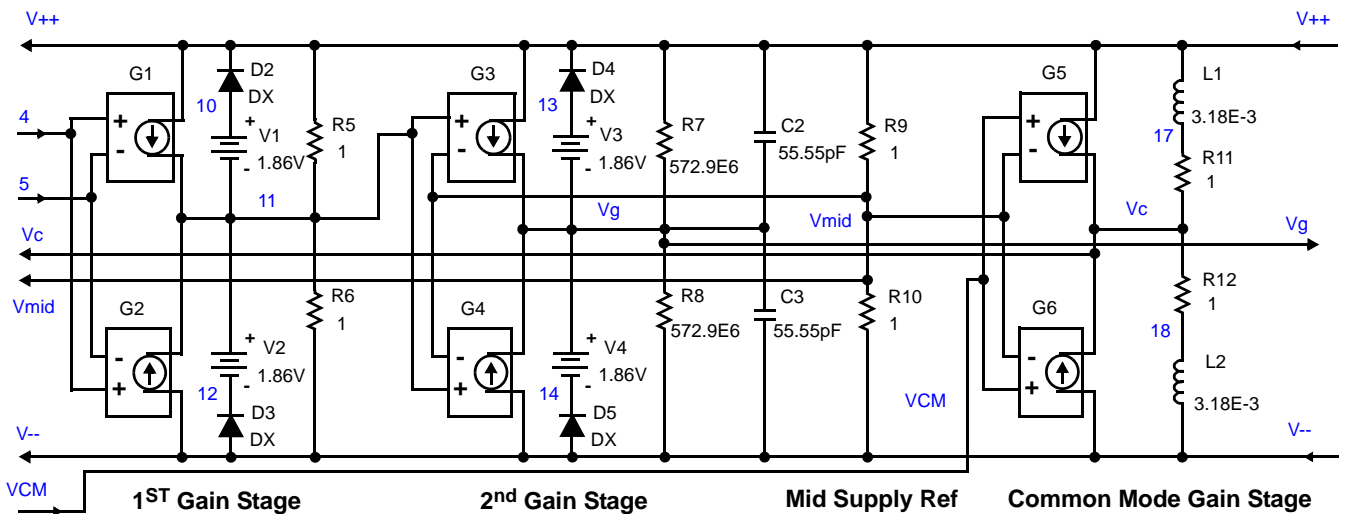 V++
V++
G1
D2
DX
10
+
V1
1.86V
-
R5
1
G3
D4
DX
13
+
V3
1.86V
-
R7
572.9E6
C2
55.55pF
R9
1
G5
L1
3.18E-3
17
R11
1
4
+
-
+
-
+
-
5
11
Vg
Vmid
Vc
Vc
Vg
Vmid
G2
-
+
+
V2
1.86V
-
12
D3
DX
R6
1
G4
-
+
+
V4
1.86V
-
14
D5
DX
R8
572.9E6
C3
55.55pF
R10
1
G6
-
+
VCM
R12
1
18
L2
3.18E-3
V--
V--
VCM
1ST Gain Stage
2nd Gain Stage
Mid Supply Ref
Common Mode Gain Stage